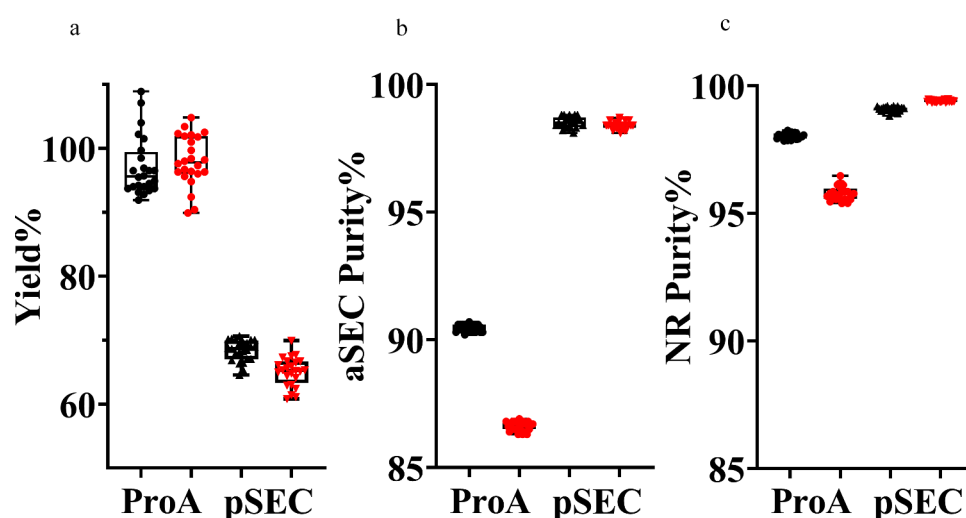 a
b
c
Yield%
100
80
60
ProA pSEC
aSEC Purity%
100
95
90
85
ProA pSEC
NR Purity%
100
95
90
85
ProA pSEC